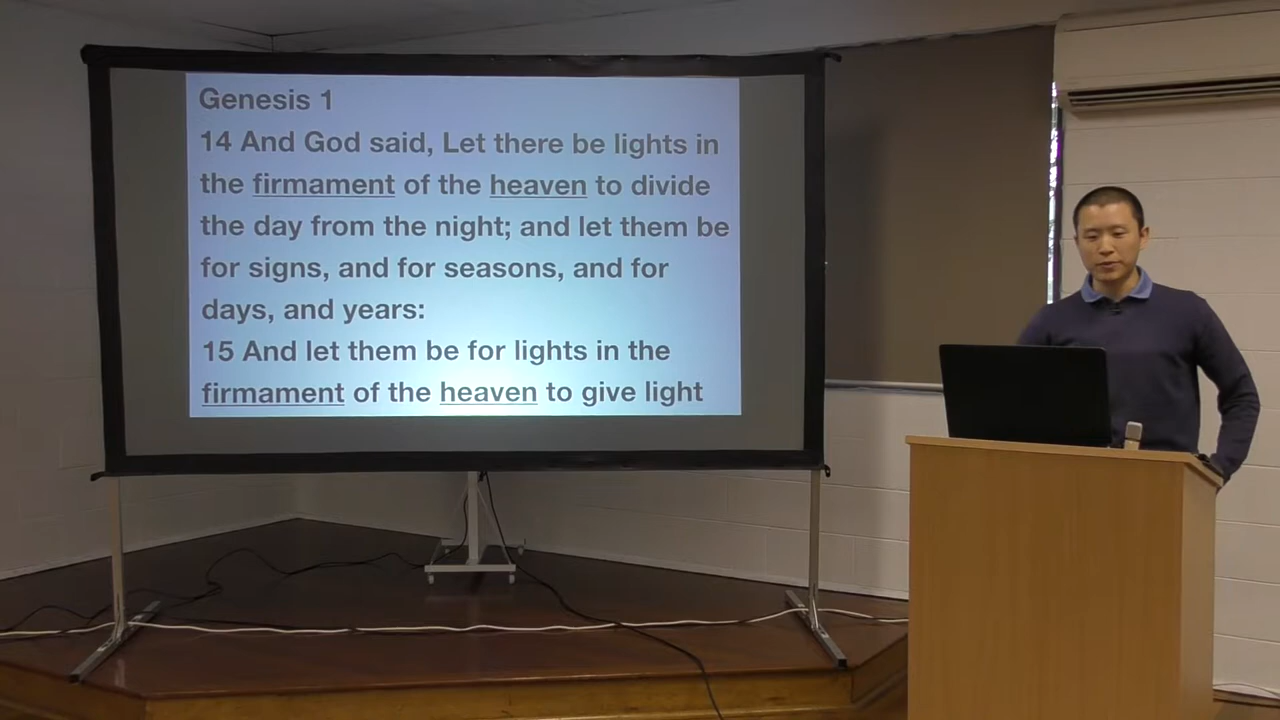 Genesis 1
14 And God said, Let there be lights in
the firmament of the heaven to divide
the day from the night; and let them be
for signs, and for seasons, and for
days, and years:
15 And let them be for lights in the
firmament of the heaven to give light